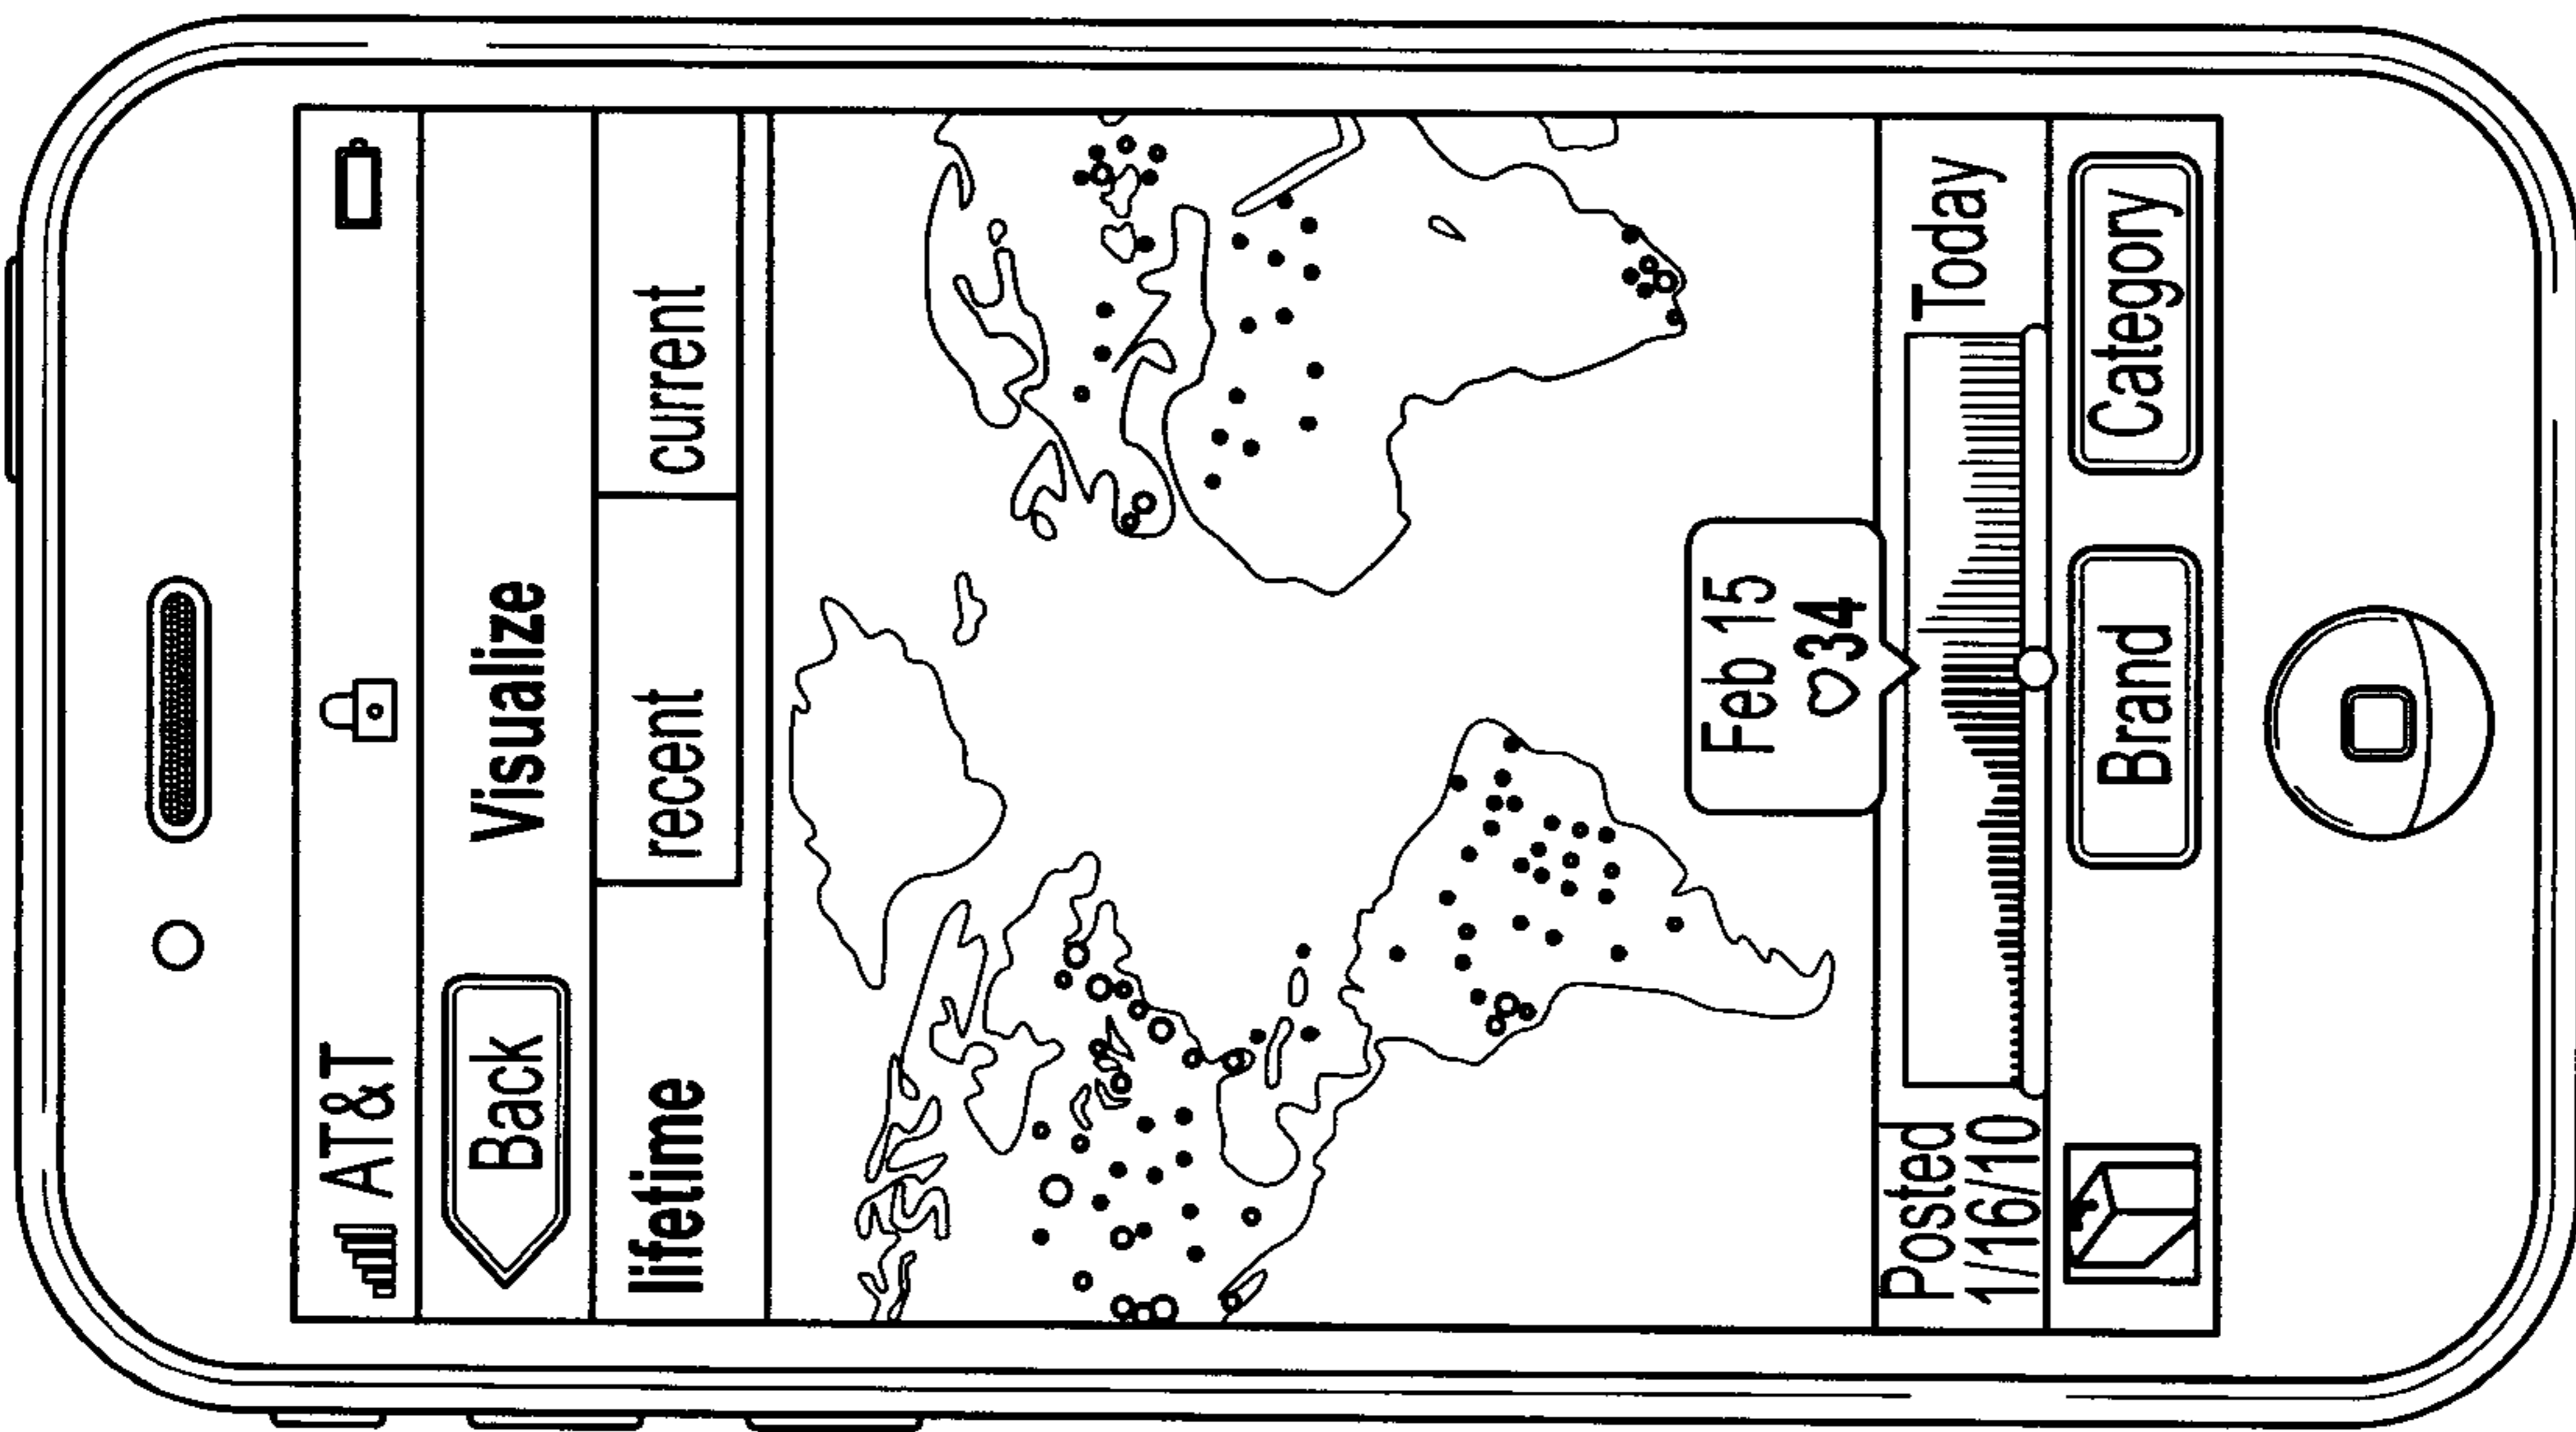 AT&T
Back Visualize
lifetime recent current
Feb 15
♡34
Posted
1/16/10
Today
Brand Category